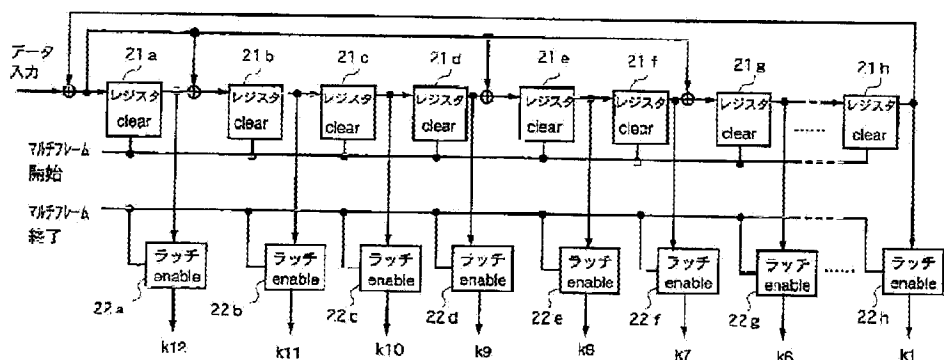 データ
入力
21a
21b
21c
21d
21e
21f
21g
21h
レジスタ
clear
レジスタ
clear
レジスタ
clear
レジスタ
clear
レジスタ
clear
レジスタ
clear
レジスタ
clear
レジスタ
clear
マルチフレーム
開始
マルチフレーム
終了
ラッチ
enable
ラッチ
enable
ラッチ
enable
ラッチ
enable
ラッチ
enable
ラッチ
enable
ラッチ
enable
ラッチ
enable
22a
22b
22c
22d
22e
22f
22g
22h
k12
k11
k10
k9
k8
k7
k6
k1